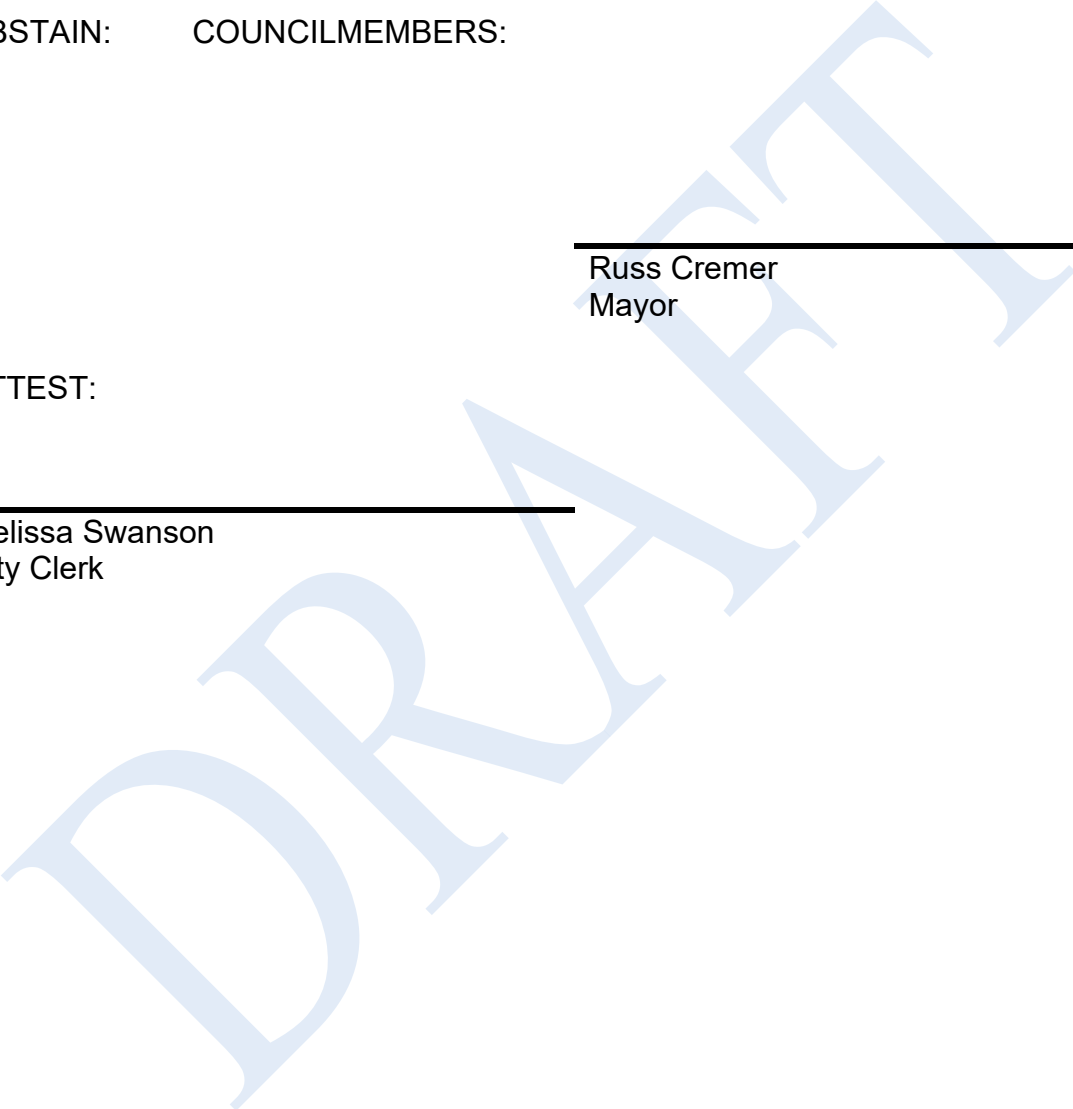 BSTAIN: COUNCILMEMBERS:
Russ Cremer
Mayor
TTEST:
elissa Swanson
ty Clerk
DRAFT